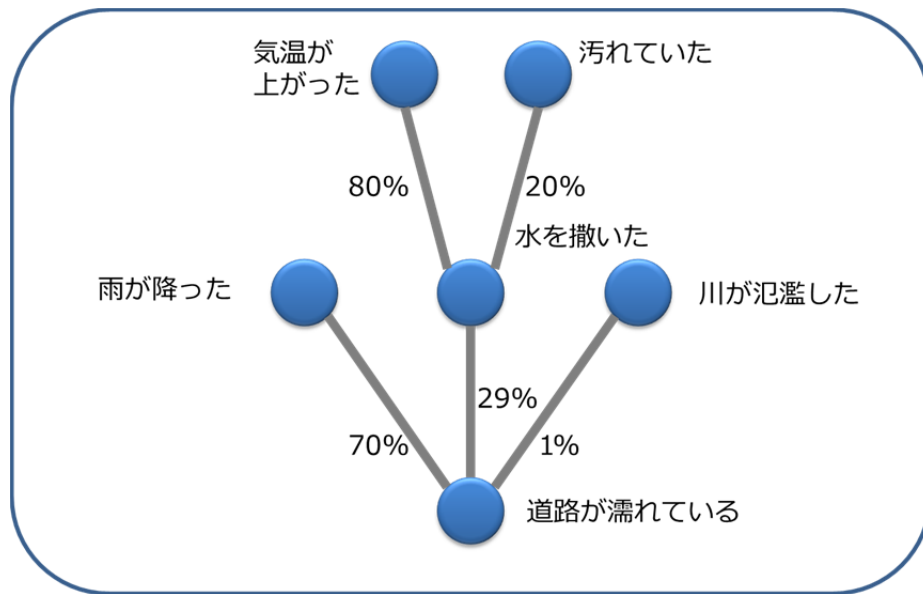 気温が
上がった
汚れていた
80%
20%
水を撒いた
雨が降った
川が氾濫した
29%
70%
1%
道路が濡れている